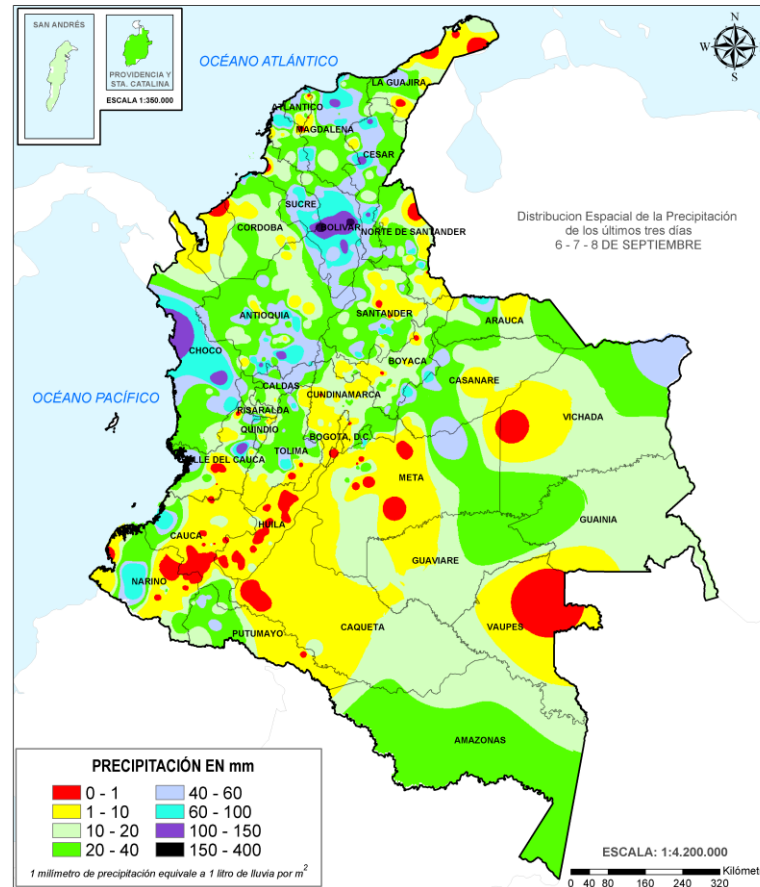 SAN ANDRÉS
PROVIDENCIA Y
STA. CATALINA
ESCALA 1:350.000
OCÉANO ATLÁNTICO
N
W
E
S
LA GUAJIRA
ATLANTICO
MAGDALENA
CESAR
SUCRE
BOLIVAR
CORDOBA
NORTE DE SANTANDER
Distribucion Espacial de la Precipitación
de los últimos tres días
6 - 7 - 8 DE SEPTIEMBRE
ANTIOQUIA
SANTANDER
ARAUCA
CHOCO
BOYACA
CASANARE
CALDAS
CUNDINAMARCA
VICHADA
OCÉANO PACÍFICO
RISARALDA
QUINDIO
BOGOTA, D.C.
TOLIMA
VALLE DEL CAUCA
META
GUAINIA
HUILA
CAUCA
GUAVIARE
NARINO
PUTUMAYO
CAQUETA
VAUPES
AMAZONAS
PRECIPITACIÓN EN mm
0 - 1
40 - 60
1 - 10
60 - 100
10 - 20
100 - 150
20 - 40
150 - 400
1 milímetro de precipitación equivale a 1 litro de lluvia por m²
ESCALA: 1:4.200.000
Kilómet
0 40 80 160 240 320